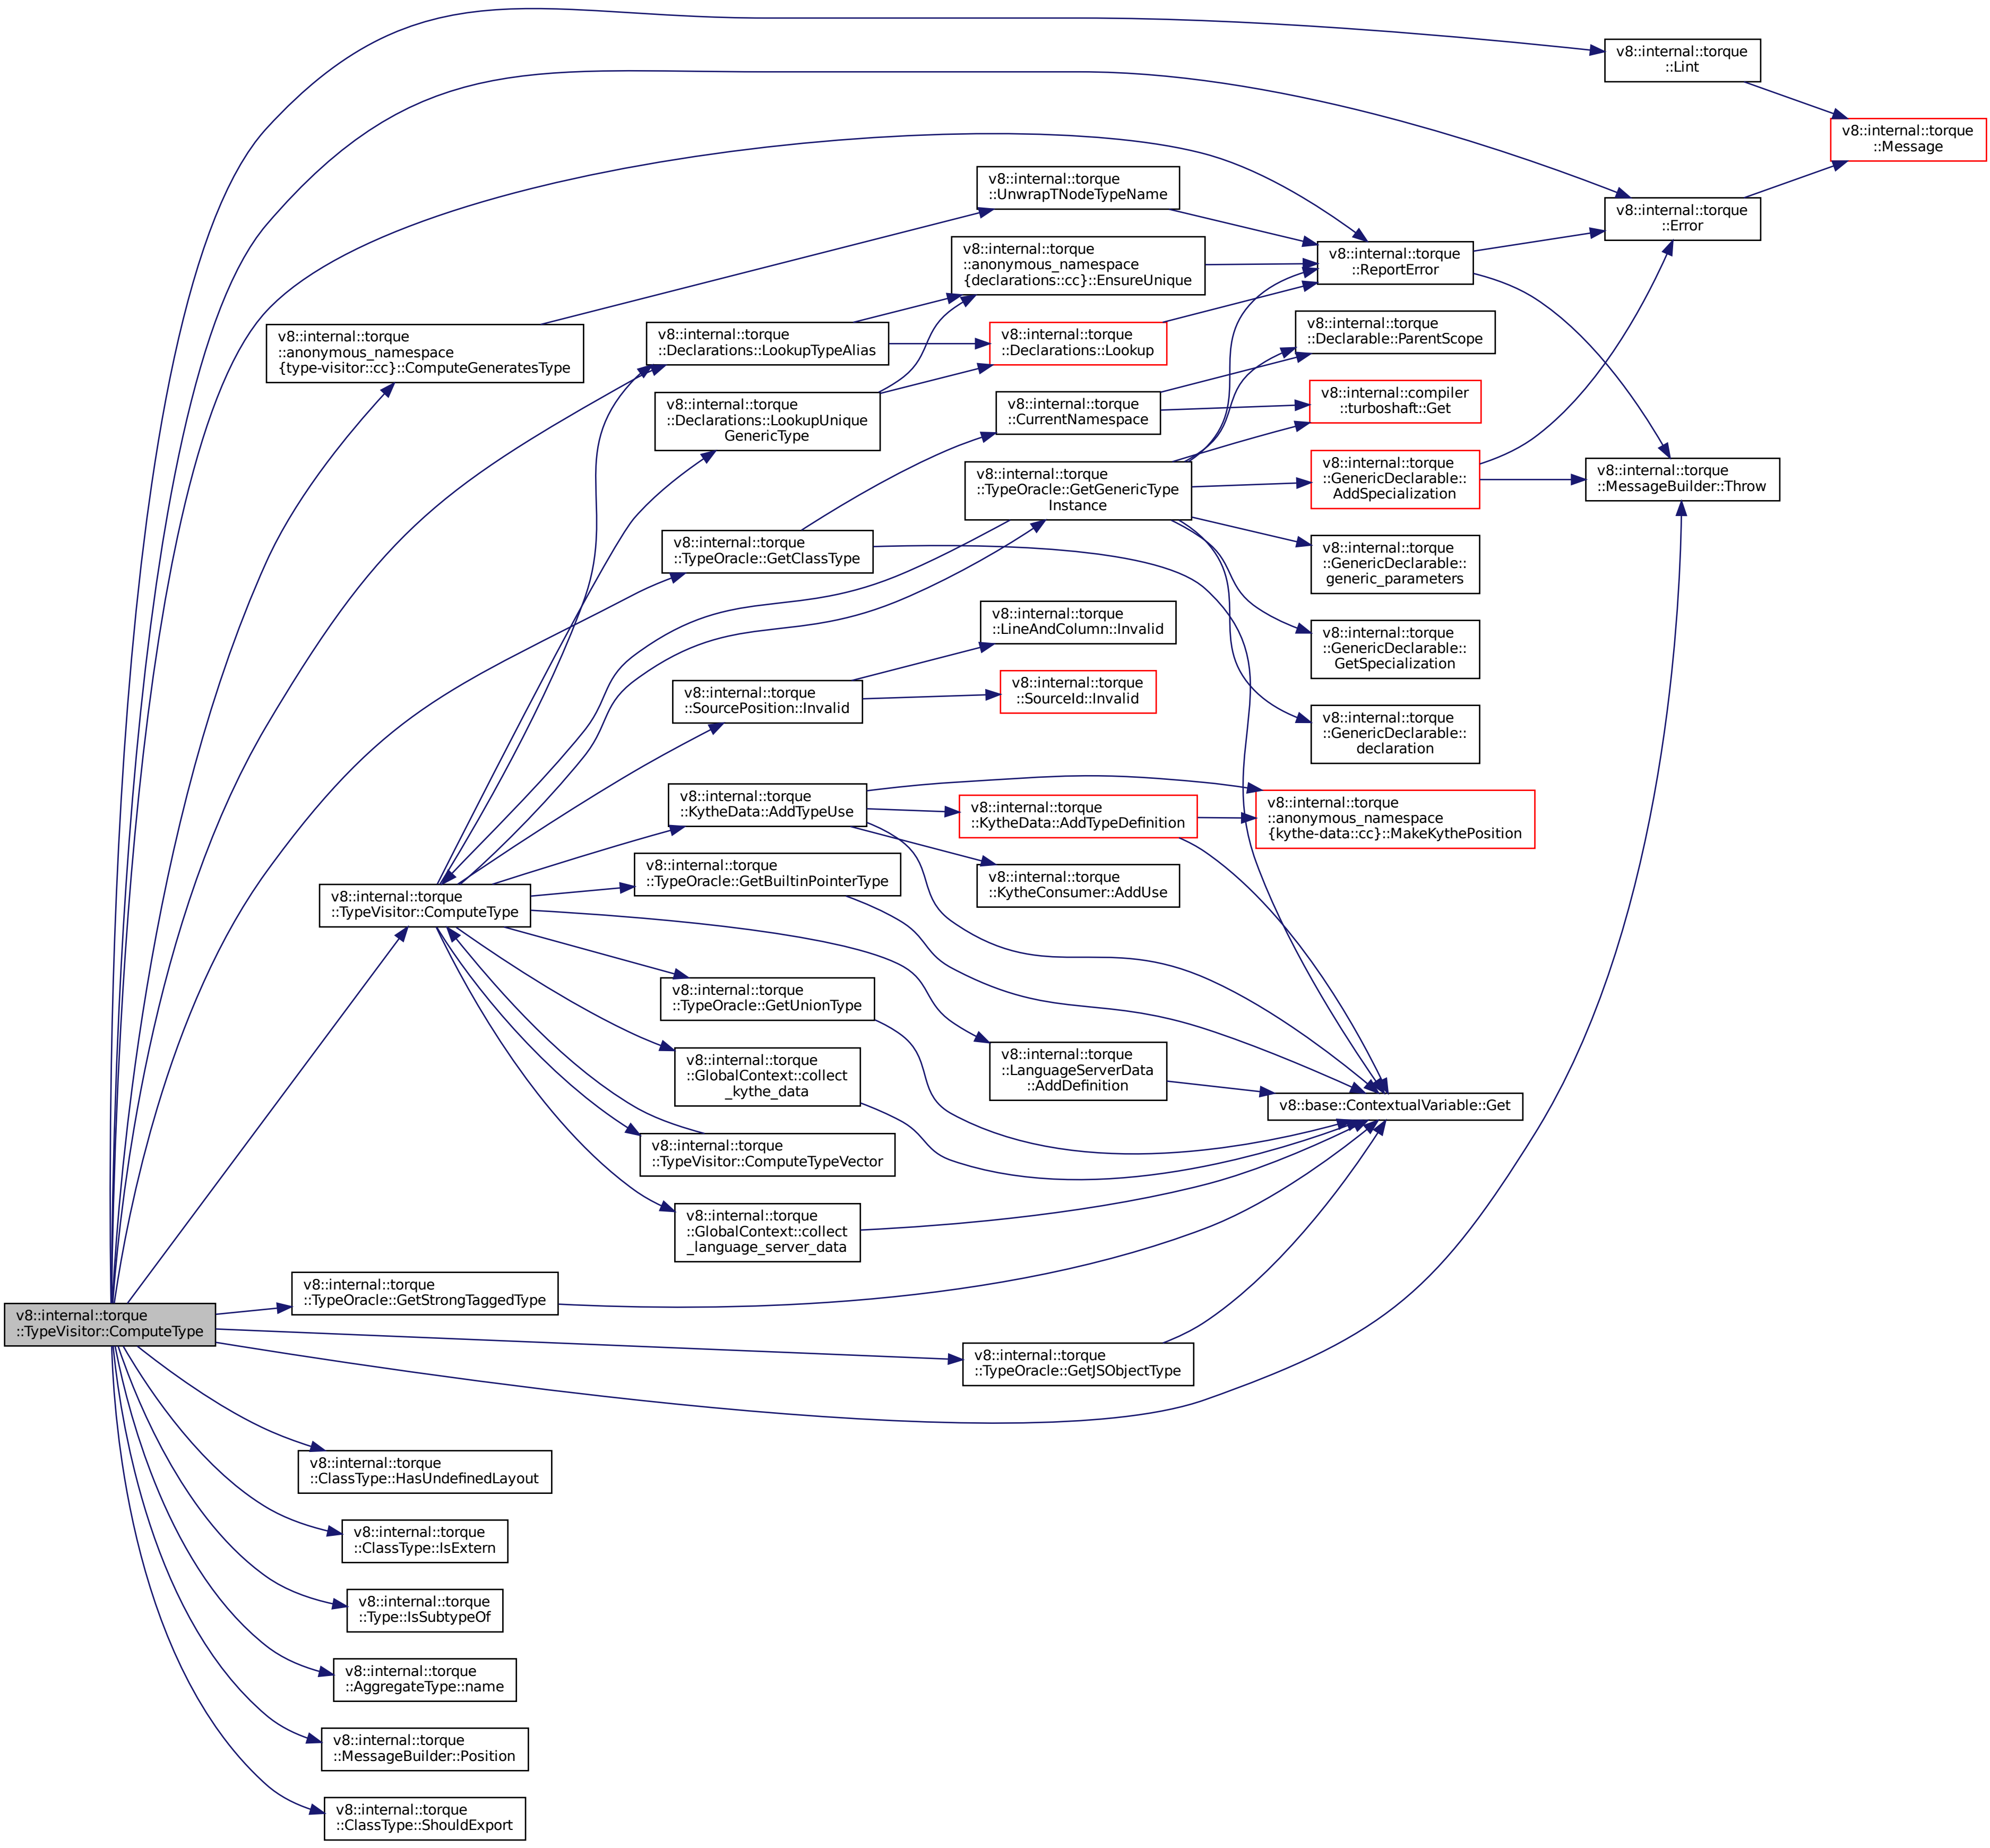 v8::internal::torque
::Lint
v8::internal::torque
::Message
v8::internal::torque
::UnwrapTNodeTypeName
v8::internal::torque
::Error
v8::internal::torque
::anonymous_namespace
{declarations::cc}::EnsureUnique
v8::internal::torque
::ReportError
v8::internal::torque
::anonymous_namespace
{type-visitor::cc}::ComputeGeneratesType
v8::internal::torque
::Declarations::LookupTypeAlias
v8::internal::torque
::Declarations::Lookup
v8::internal::torque
::Declarable::ParentScope
v8::internal::torque
::Declarations::LookupUnique
GenericType
v8::internal::torque
::CurrentNamespace
v8::internal::compiler
::turboshaft::Get
v8::internal::torque
::TypeOracle::GetGenericType
Instance
v8::internal::torque
::GenericDeclarable::
AddSpecialization
v8::internal::torque
::MessageBuilder::Throw
v8::internal::torque
::TypeOracle::GetClassType
v8::internal::torque
::GenericDeclarable::
generic_parameters
v8::internal::torque
::LineAndColumn::Invalid
v8::internal::torque
::GenericDeclarable::
GetSpecialization
v8::internal::torque
::SourcePosition::Invalid
v8::internal::torque
::SourceId::Invalid
v8::internal::torque
::GenericDeclarable::
declaration
v8::internal::torque
::KytheData::AddTypeUse
v8::internal::torque
::KytheData::AddTypeDefinition
v8::internal::torque
::anonymous_namespace
{kythe-data::cc}::MakeKythePosition
v8::internal::torque
::TypeVisitor::ComputeType
v8::internal::torque
::TypeOracle::GetBuiltinPointerType
v8::internal::torque
::KytheConsumer::AddUse
v8::internal::torque
::TypeOracle::GetUnionType
v8::internal::torque
::GlobalContext::collect
_kythe_data
v8::internal::torque
::LanguageServerData
::AddDefinition
v8::base::ContextualVariable::Get
v8::internal::torque
::TypeVisitor::ComputeTypeVector
v8::internal::torque
::GlobalContext::collect
_language_server_data
v8::internal::torque
::TypeVisitor::ComputeType
v8::internal::torque
::TypeOracle::GetStrongTaggedType
v8::internal::torque
::TypeOracle::GetJSObjectType
v8::internal::torque
::ClassType::HasUndefinedLayout
v8::internal::torque
::ClassType::IsExtern
v8::internal::torque
::Type::IsSubtypeOf
v8::internal::torque
::AggregateType::name
v8::internal::torque
::MessageBuilder::Position
v8::internal::torque
::ClassType::ShouldExport